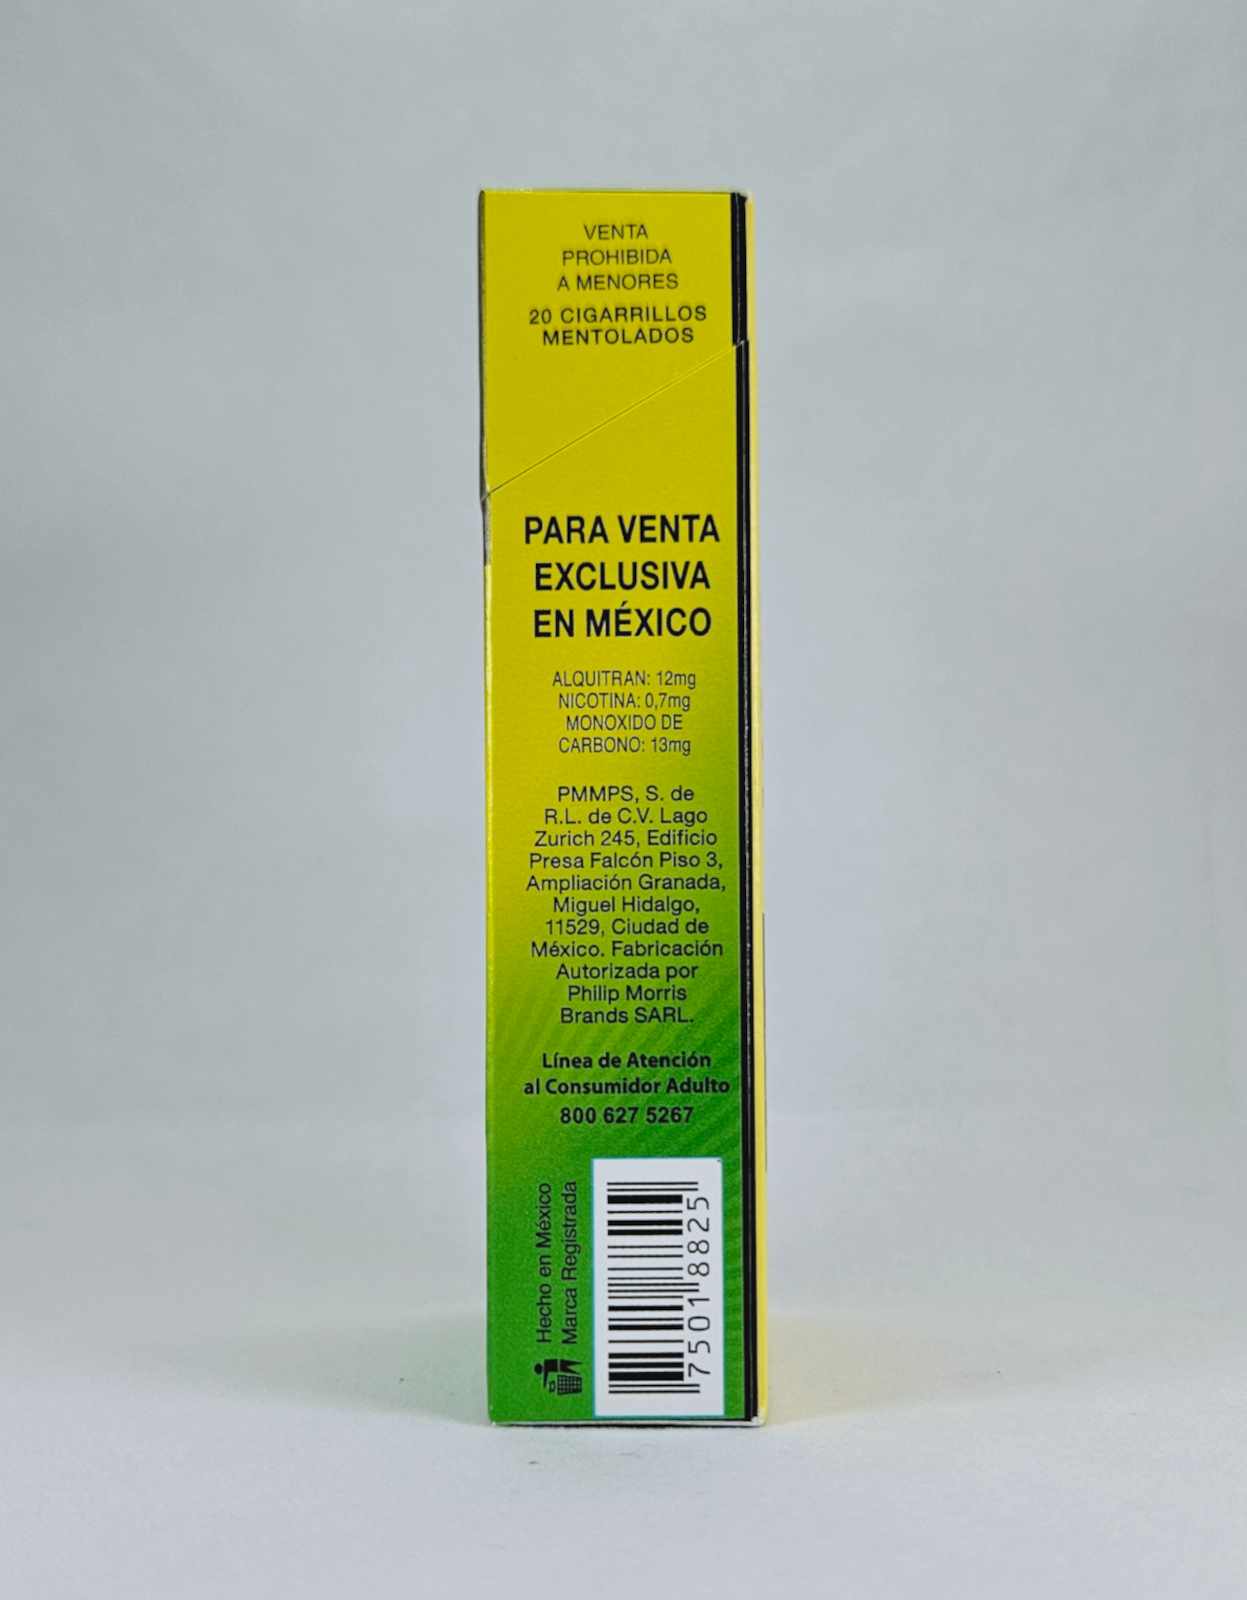 VENTA
PROHIBIDA
A MENORES
20 CIGARRILLOS
MENTOLADOS
PARA VENTA
EXCLUSIVA
EN MÉXICO
ALQUITRAN: 12mg
NICOTINA: 0,7mg
MONOXIDO DE
CARBONO: 13mg
PMMPS, S. de
R.L. de C.V. Lago
Zurich 245, Edificio
Presa Falcón Piso 3,
Ampliación Granada,
Miguel Hidalgo,
11529, Ciudad de
México. Fabricación
Autorizada por
Philip Morris
Brands SARL.
Línea de Atención
al Consumidor Adulto
800 627 5267
Hecho en México
Marca Registrada
75018825